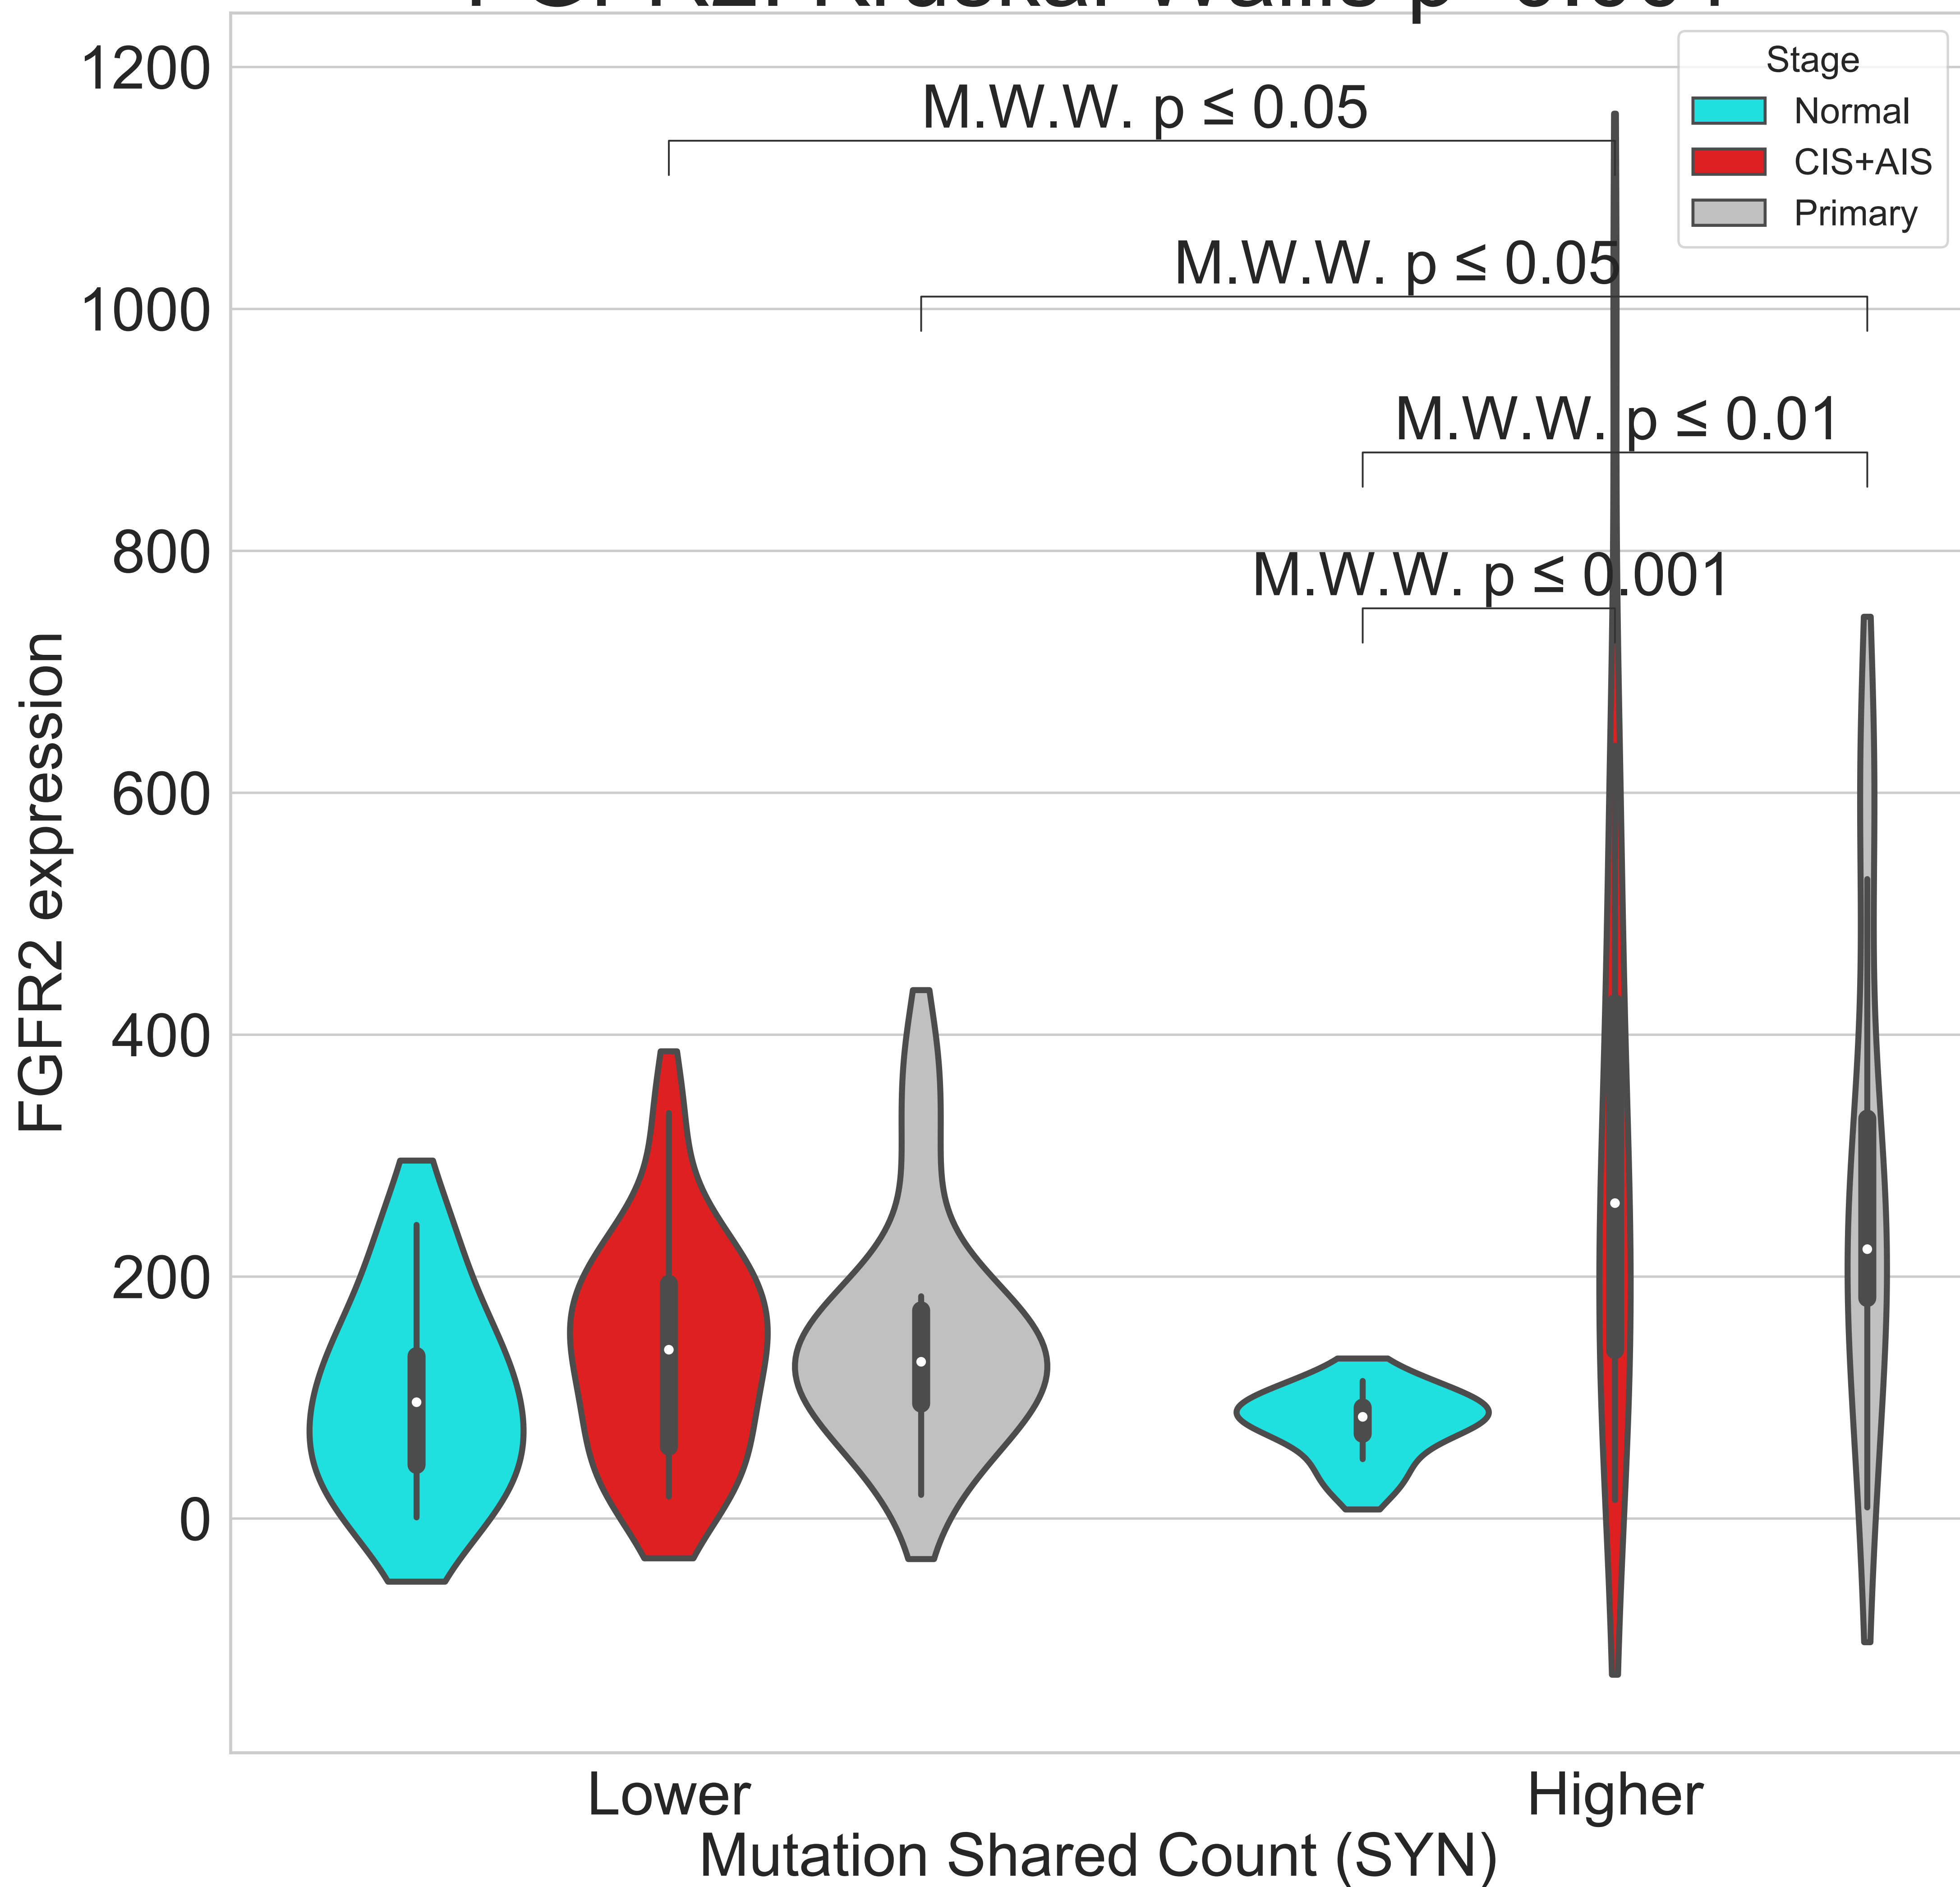 1200
1000
800
600
400
200
0
FGFR2 expression
M.W.W. p ≤ 0.05
M.W.W. p ≤ 0.05
M.W.W. p ≤ 0.01
M.W.W. p ≤ 0.001
Stage
Normal
CIS+AIS
Primary
Lower
Higher
Mutation Shared Count (SYN)